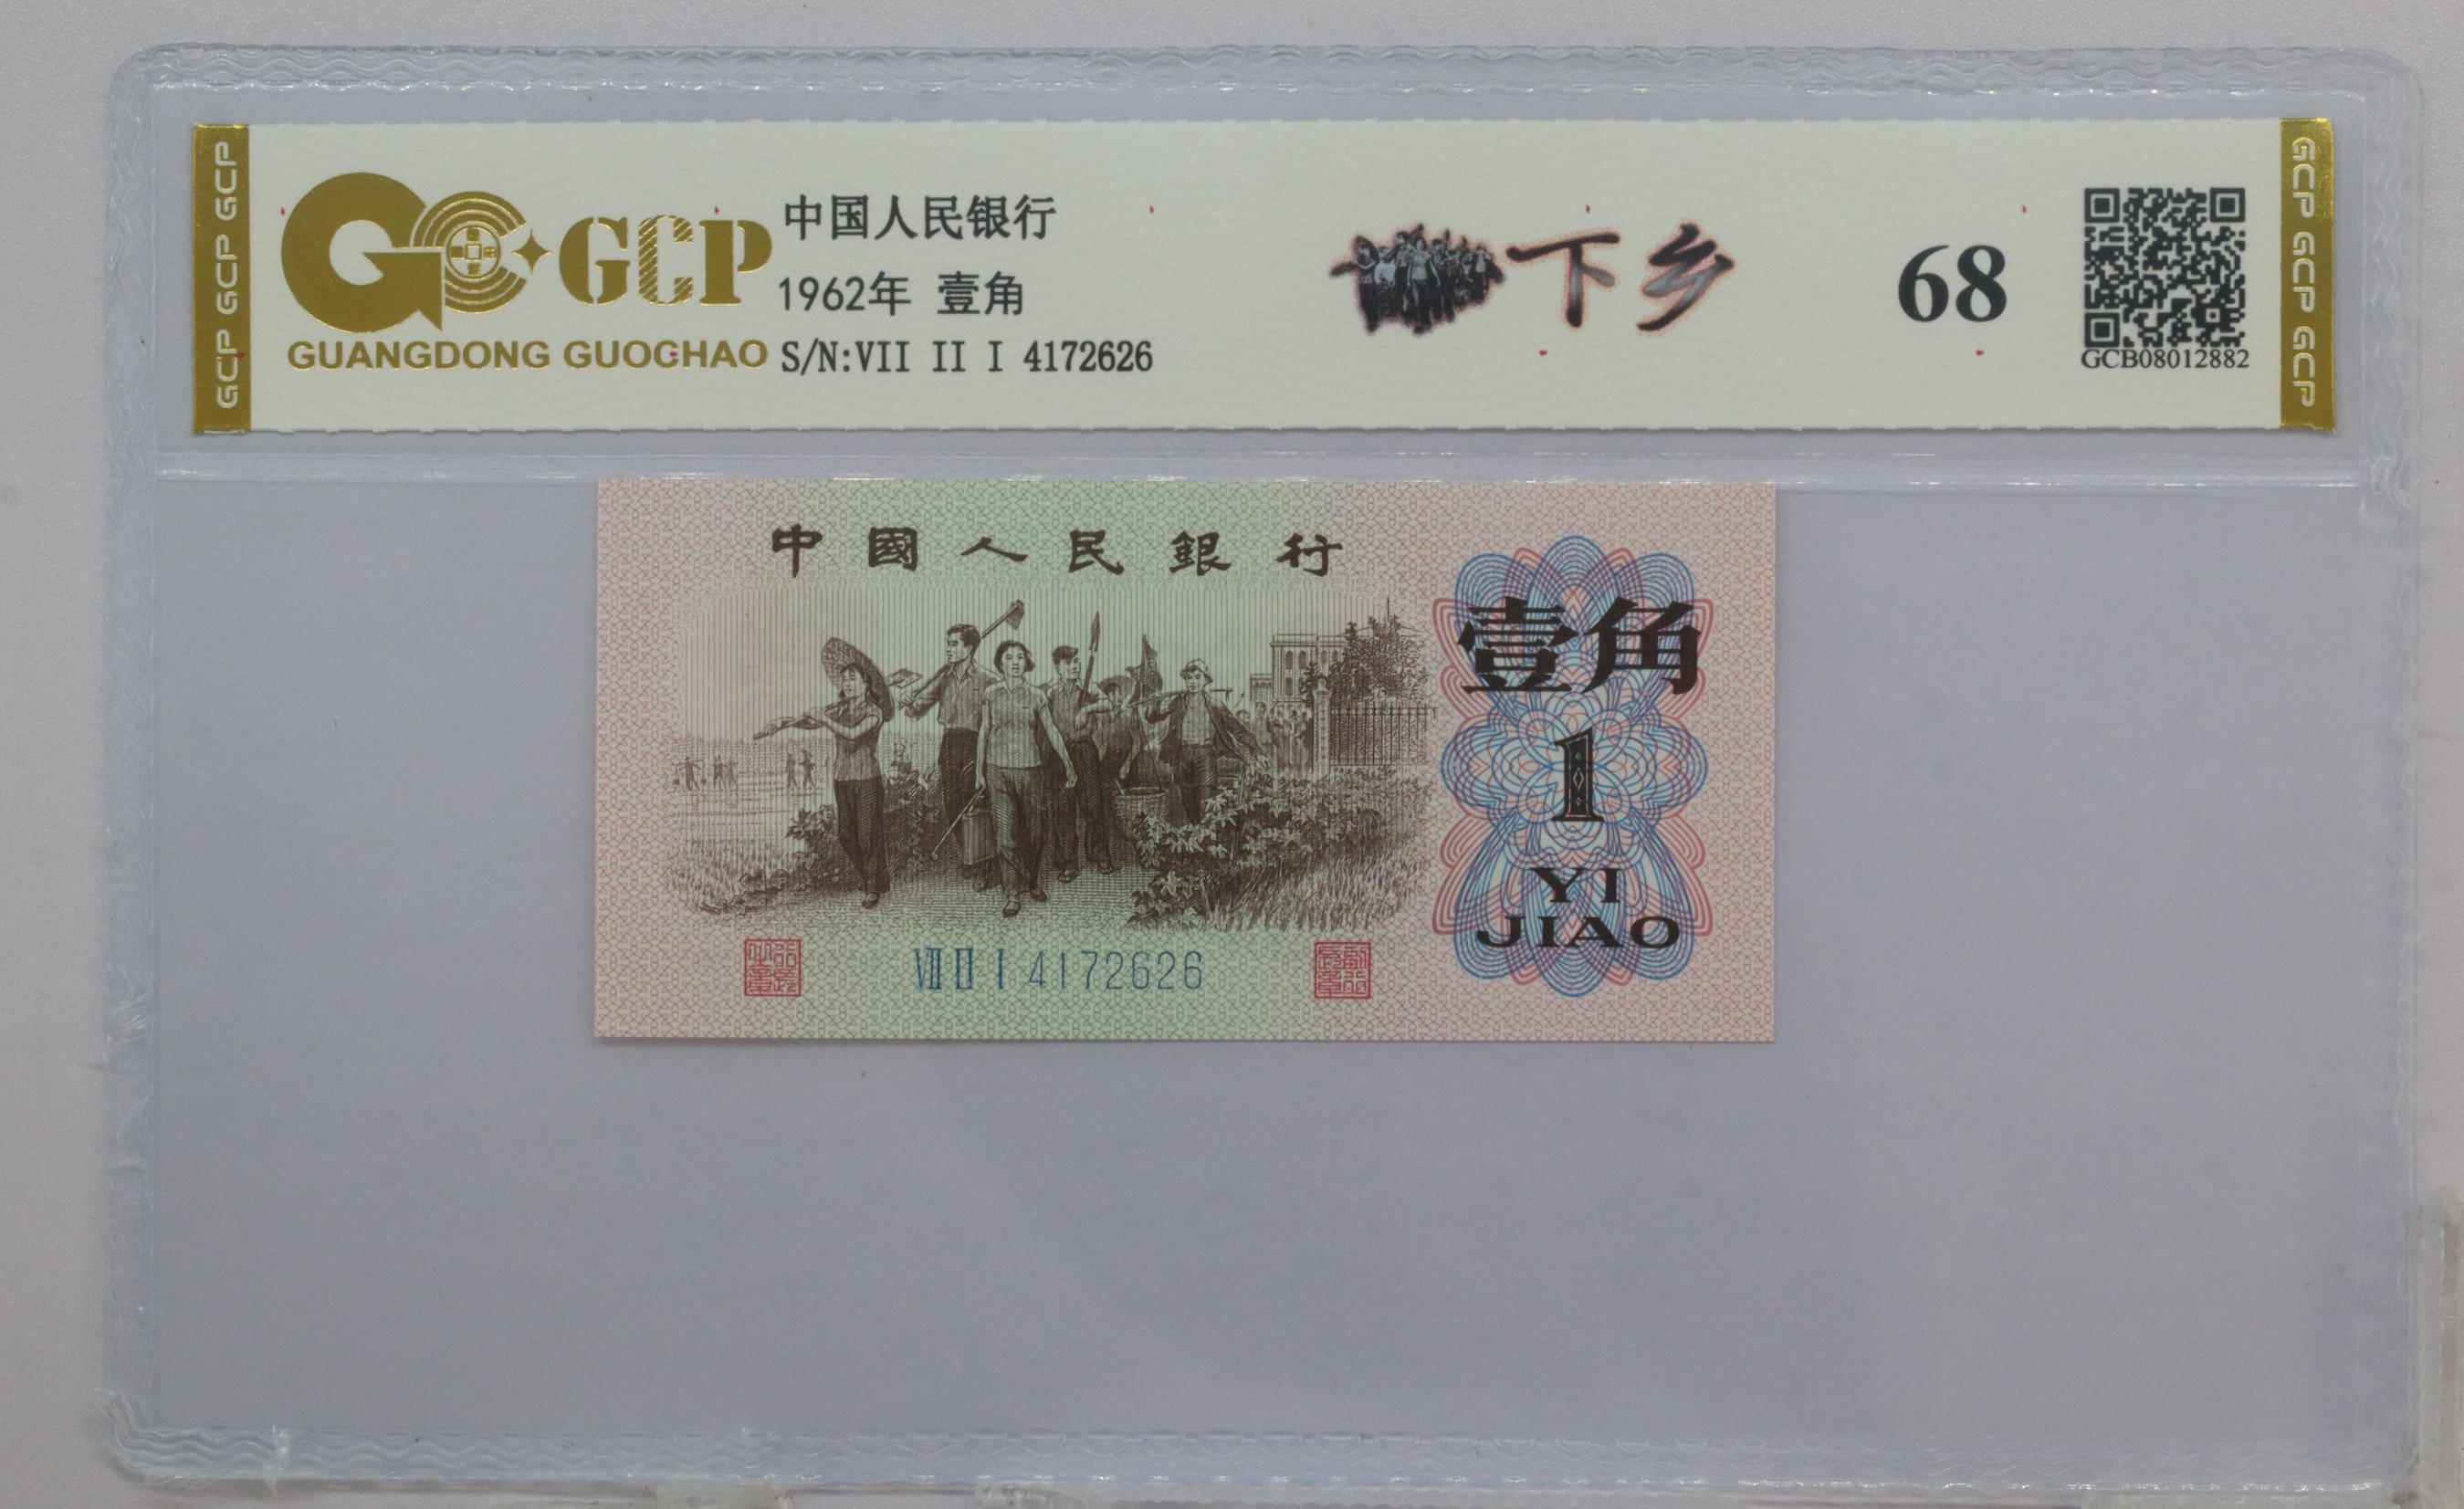 GCP GCP GCP
GCP
GUANGDONG GUOCHAO
中国人民银行
1962年 壹角
S/N:VII II I 4172626
下乡
68
GCB08012882
GCP GCP GCP
中國人民銀行
壹角
1
YI
JIAO
VII II I 4172626